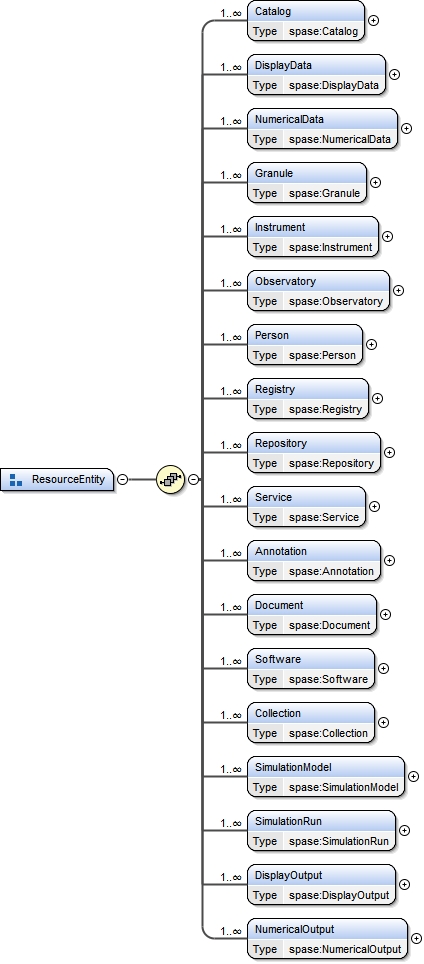 1..∞ Catalog
Type spase:Catalog
1..∞ DisplayData
Type spase:DisplayData
1..∞ NumericalData
Type spase:NumericalData
1..∞ Granule
Type spase:Granule
1..∞ Instrument
Type spase:Instrument
1..∞ Observatory
Type spase:Observatory
1..∞ Person
Type spase:Person
1..∞ Registry
Type spase:Registry
1..∞ Repository
Type spase:Repository
ResourceEntity
1..∞ Service
Type spase:Service
1..∞ Annotation
Type spase:Annotation
1..∞ Document
Type spase:Document
1..∞ Software
Type spase:Software
1..∞ Collection
Type spase:Collection
1..∞ SimulationModel
Type spase:SimulationModel
1..∞ SimulationRun
Type spase:SimulationRun
1..∞ DisplayOutput
Type spase:DisplayOutput
1..∞ NumericalOutput
Type spase:NumericalOutput